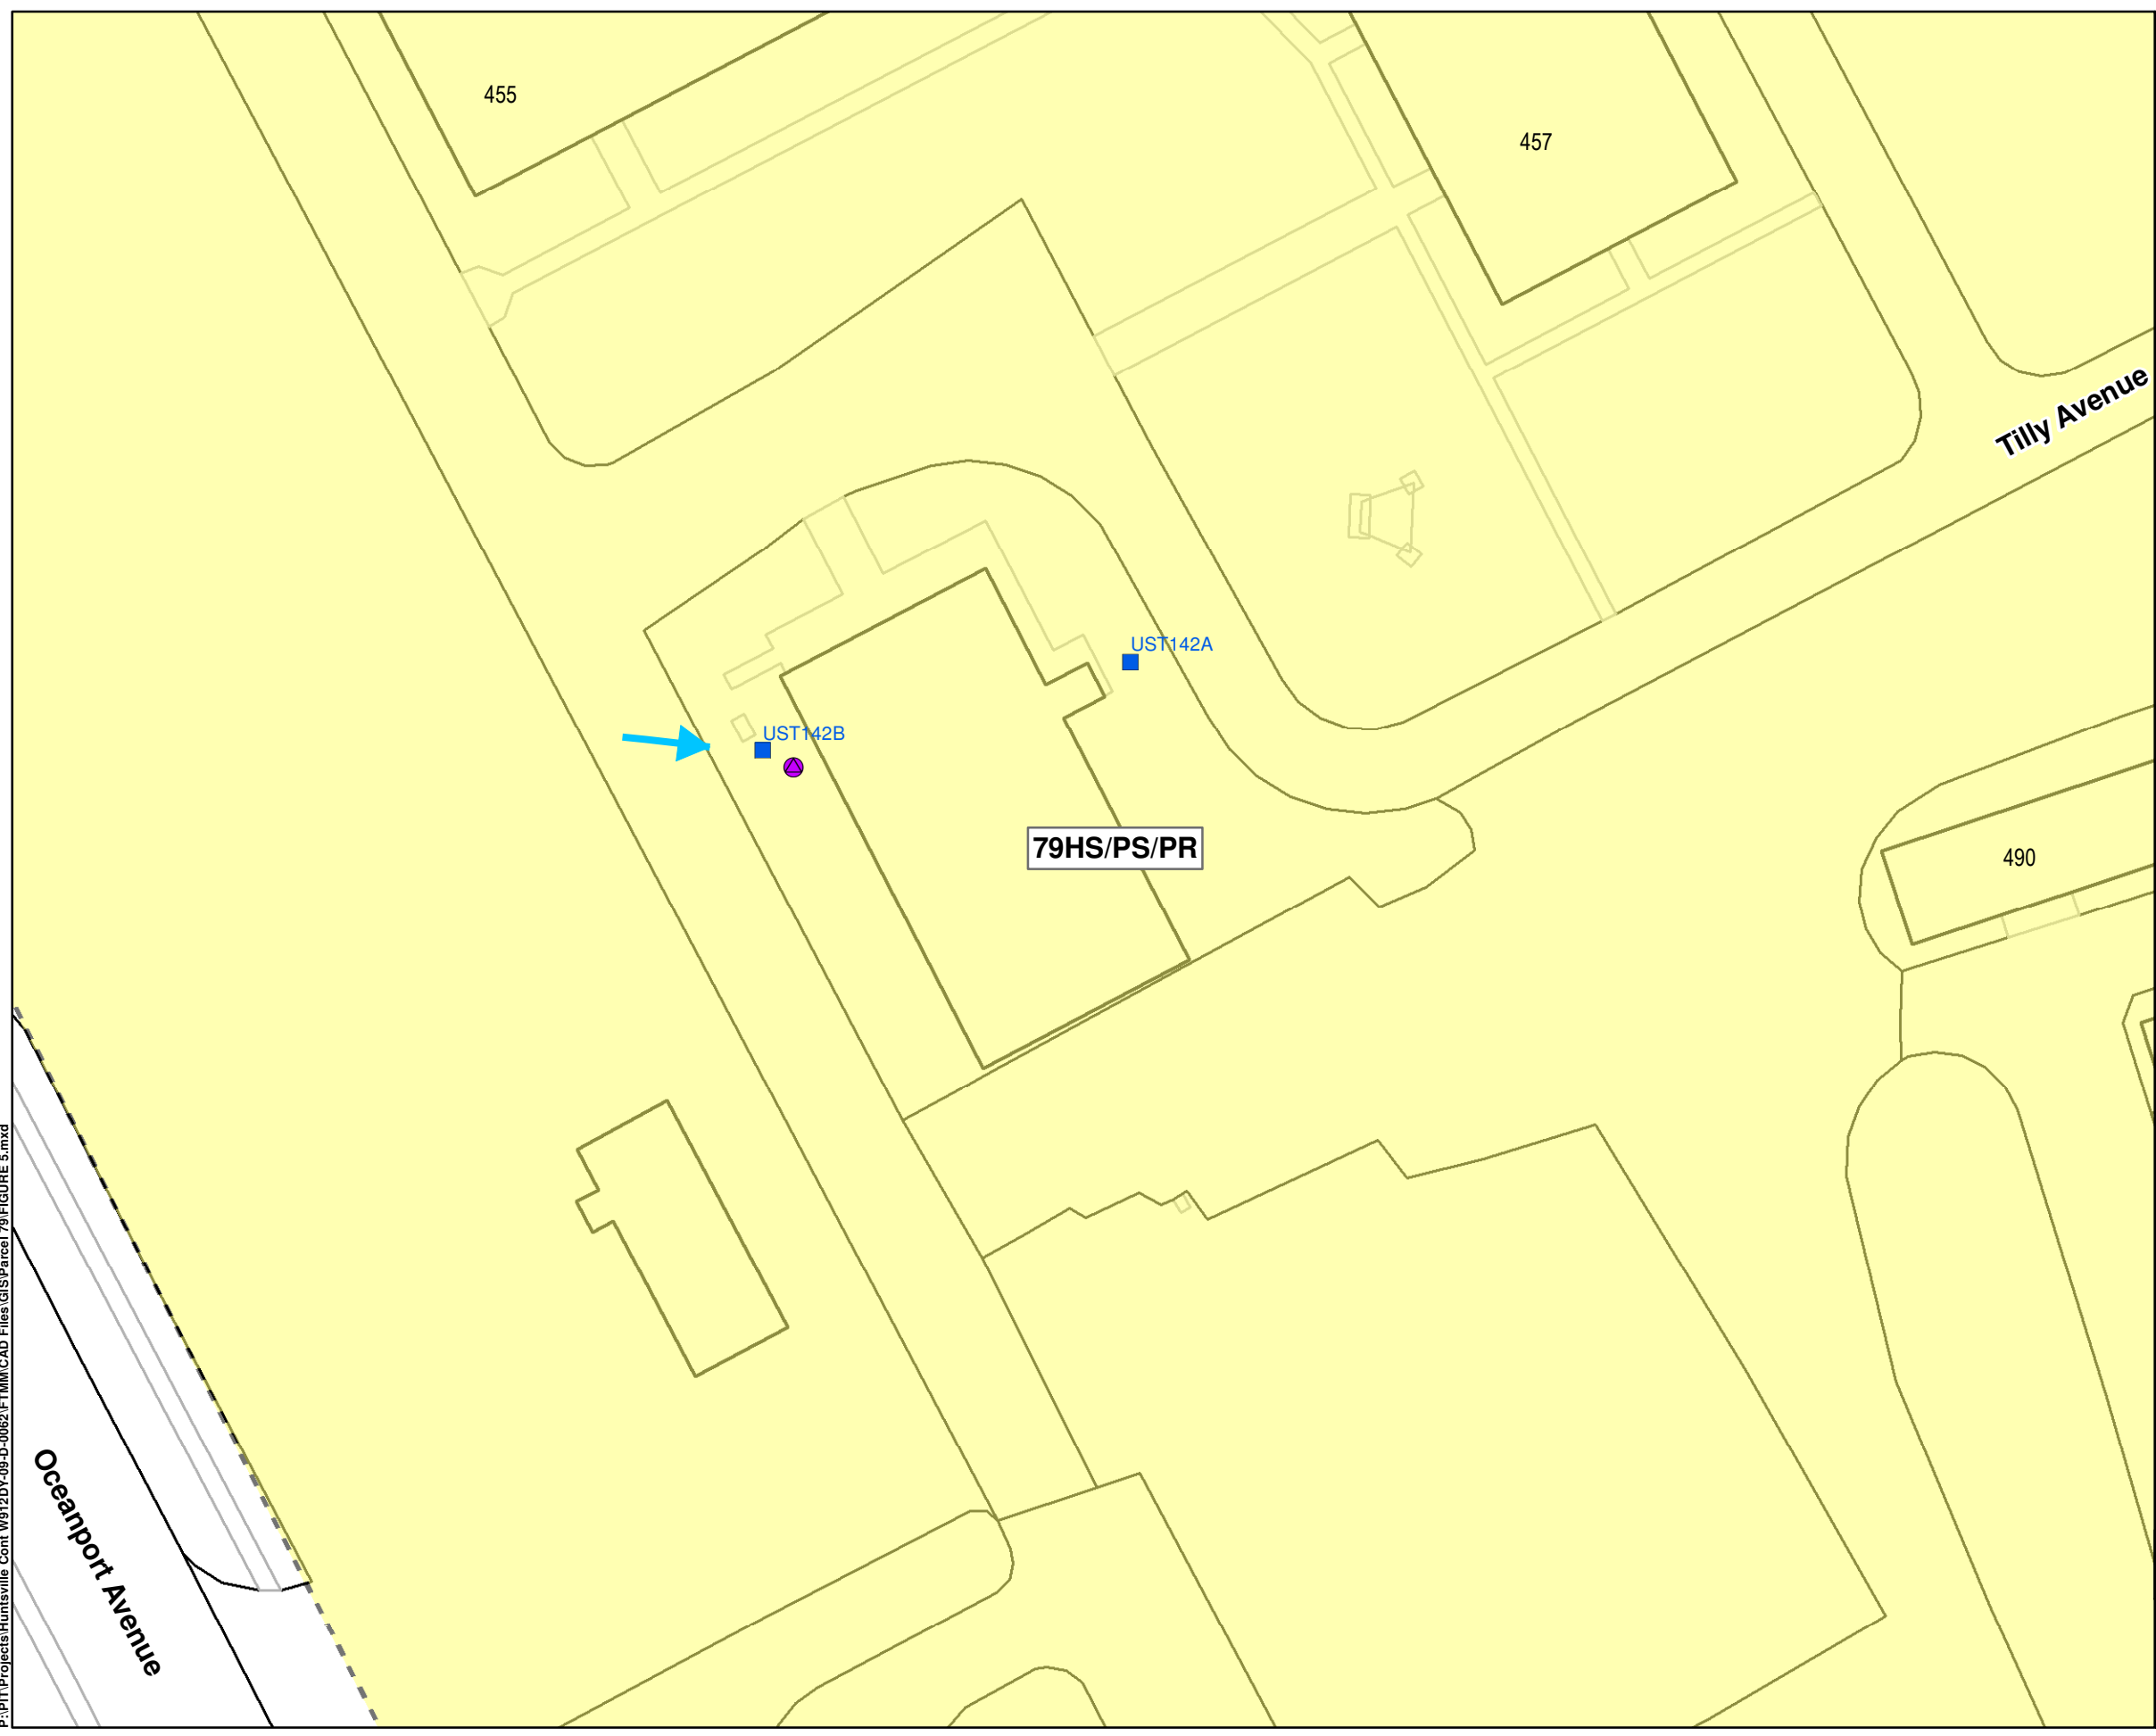 455
457
Tilly Avenue
UST142A
UST142B
79HS/PS/PR
490
Oceanport Avenue
P:\PIT\Projects\Huntsville Cont W912DY-09-D-0062\FTMM\CAD Files\GIS\Parcel 79\FIGURE 5.mxd